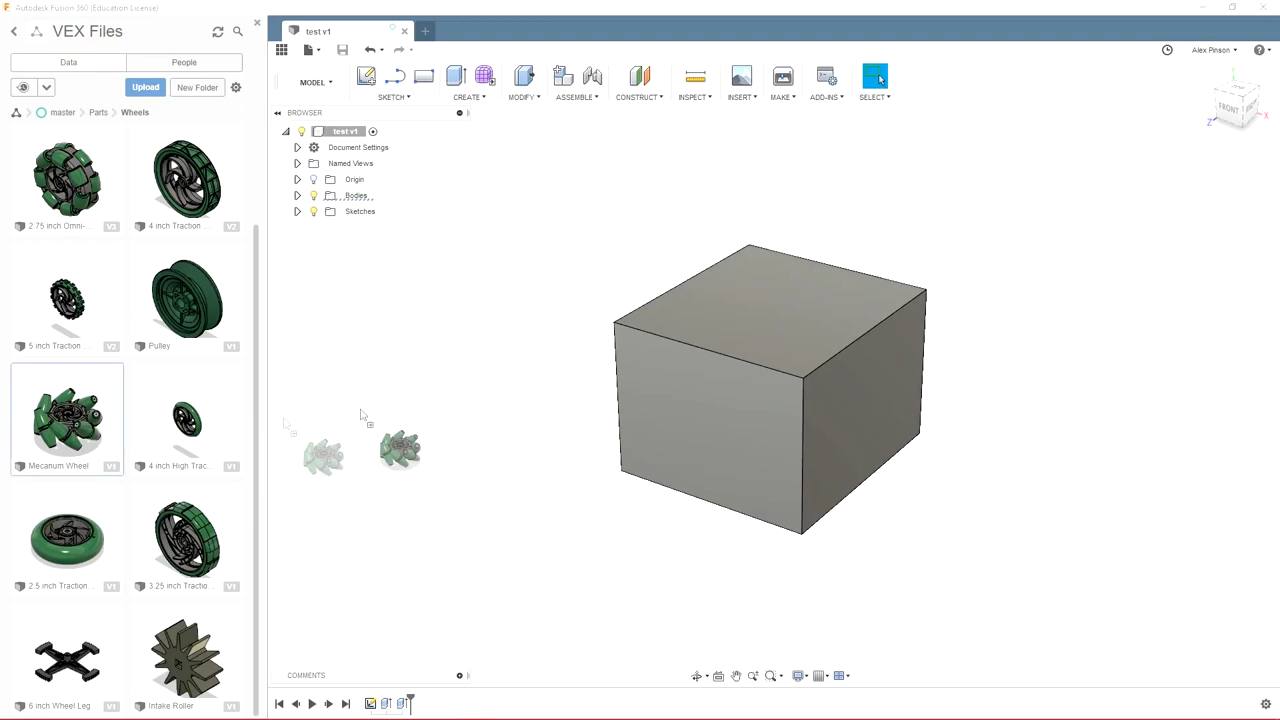 Autodesk Fusion 360 (Education License)
VEX Files
test v1
Data
People
Alex Pinson
Upload
New Folder
MODEL
SKETCH
CREATE
MODIFY
ASSEMBLE
CONSTRUCT
INSPECT
INSERT
MAKE
ADD-INS
SELECT
master
Parts
Wheels
BROWSER
test v1
Document Settings
Named Views
Origin
Bodies
Sketches
FRONT
X
Y
Z
2.75 inch Omni-...
V3
4 inch Traction ...
V2
5 inch Traction ...
V2
Pulley
V1
Mecanum Wheel
V1
4 inch High Trac...
V1
2.5 inch Traction...
V1
3.25 inch Tractio...
V1
6 inch Wheel Leg
V1
Intake Roller
V1
COMMENTS